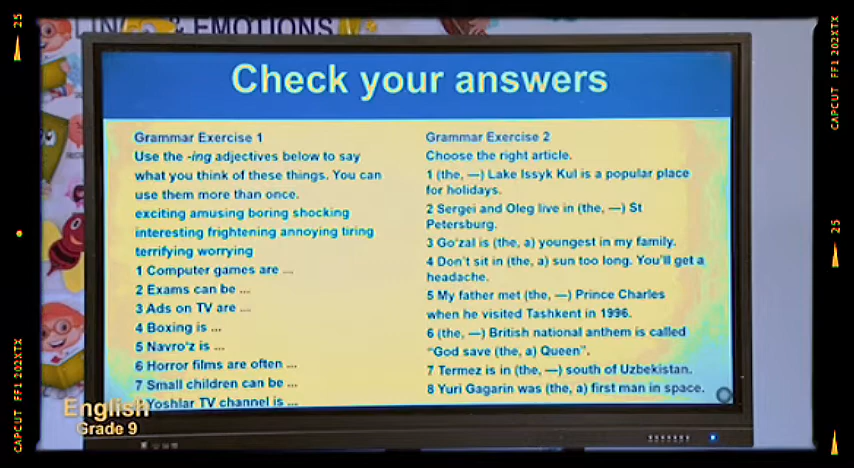 & EMOTIONS
Check your answers
Grammar Exercise 1
Use the -ing adjectives below to say
what you think of these things. You can
use them more than once.
exciting amusing boring shocking
interesting frightening annoying tiring
terrifying worrying
1 Computer games are ...
2 Exams can be ...
3 Ads on TV are ...
4 Boxing is ...
5 Navro‘z is ...
6 Horror films are often ...
7 Small children can be ...
Yoshlar TV channel is ...
Grammar Exercise 2
Choose the right article.
1 (the, —) Lake Issyk Kul is a popular place
for holidays.
2 Sergei and Oleg live in (the, —) St
Petersburg.
3 Go‘zal is (the, a) youngest in my family.
4 Don't sit in (the, a) sun too long. You'll get a
headache.
5 My father met (the, —) Prince Charles
when he visited Tashkent in 1996.
6 (the, —) British national anthem is called
“God save (the, a) Queen”.
7 Termez is in (the, —) south of Uzbekistan.
8 Yuri Gagarin was (the, a) first man in space.
English
Grade 9
25
CAPCUT FF1 202XTX
CAPCUT FF1 202XTX
25